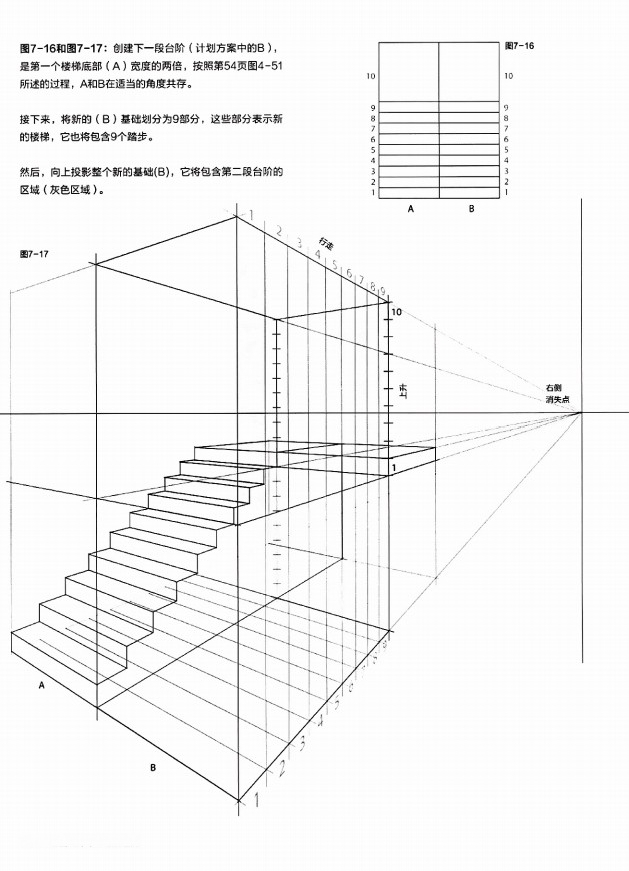 图7-16和图7-17：创建下一段台阶（计划方案中的B），
是第一个楼梯底部（A）宽度的两倍，按照第54页图4-51
所述的过程，A和B在适当的角度共存。
接下来，将新的（B）基础划分为9部分，这些部分表示新
的楼梯，它也将包含9个踏步。
然后，向上投影整个新的基础(B)，它将包含第二段台阶的
区域（灰色区域）。
图7-16
10 10
9 9
8 8
7 7
6 6
5 5
4 4
3 3
2 2
1 1
A B
图7-17
1 2 3 4 5 6 7 8 9
行走
10
上升
1
右侧
消失点
A
B
1 2 3 4 5 6